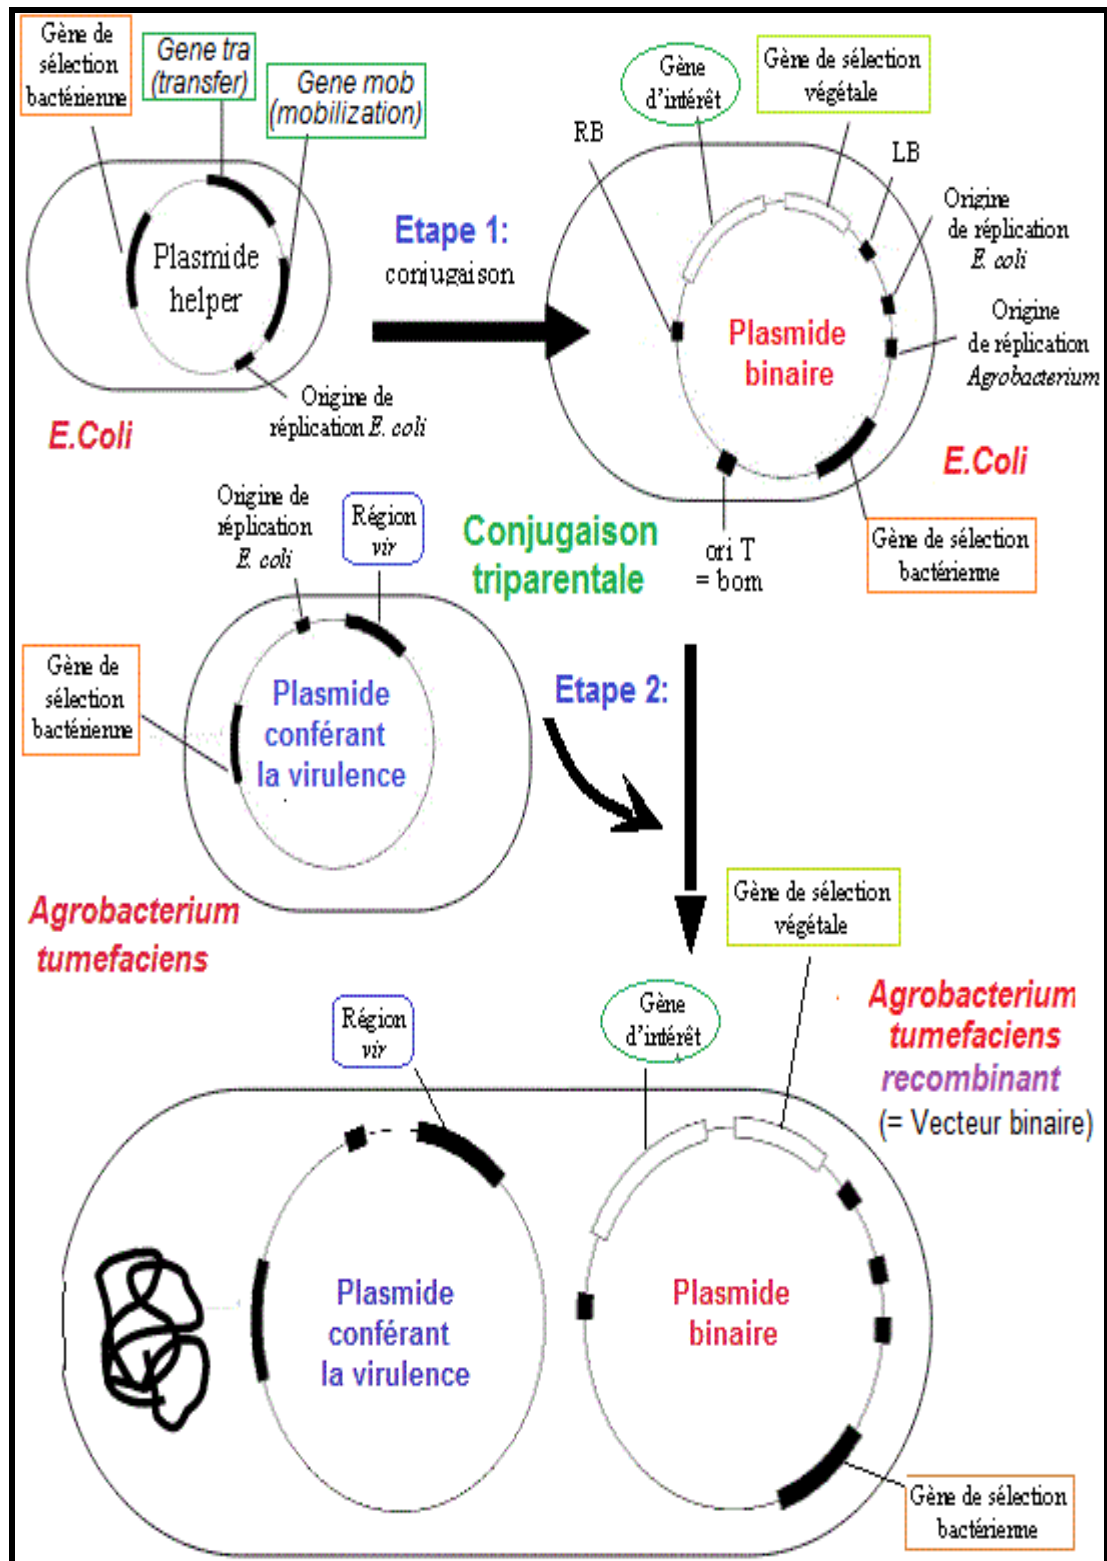 Gène de
sélection
bactérienne
Gene tra
(transfer)
Gene mob
(mobilization)
Plasmide
helper
Origine de
réplication E. coli
E.Coli
Etape 1:
conjugaison
Gène
d'intérêt
Gène de sélection
végétale
RB
LB
Origine
de réplication
E. coli
Origine
de réplication
Agrobacterium
Plasmide
binaire
E.Coli
ori T
= bom
Gène de sélection
bactérienne
Conjugaison
triparentale
Origine de
réplication
E. coli
Région
vir
Gène de
sélection
bactérienne
Plasmide
conférant
la virulence
Etape 2:
Agrobacterium
tumefaciens
Gène de sélection
végétale
Gène
d'intérêt
Région
vir
Agrobacterium
tumefaciens
recombinant
(= Vecteur binaire)
Plasmide
conférant
la virulence
Plasmide
binaire
Gène de sélection
bactérienne